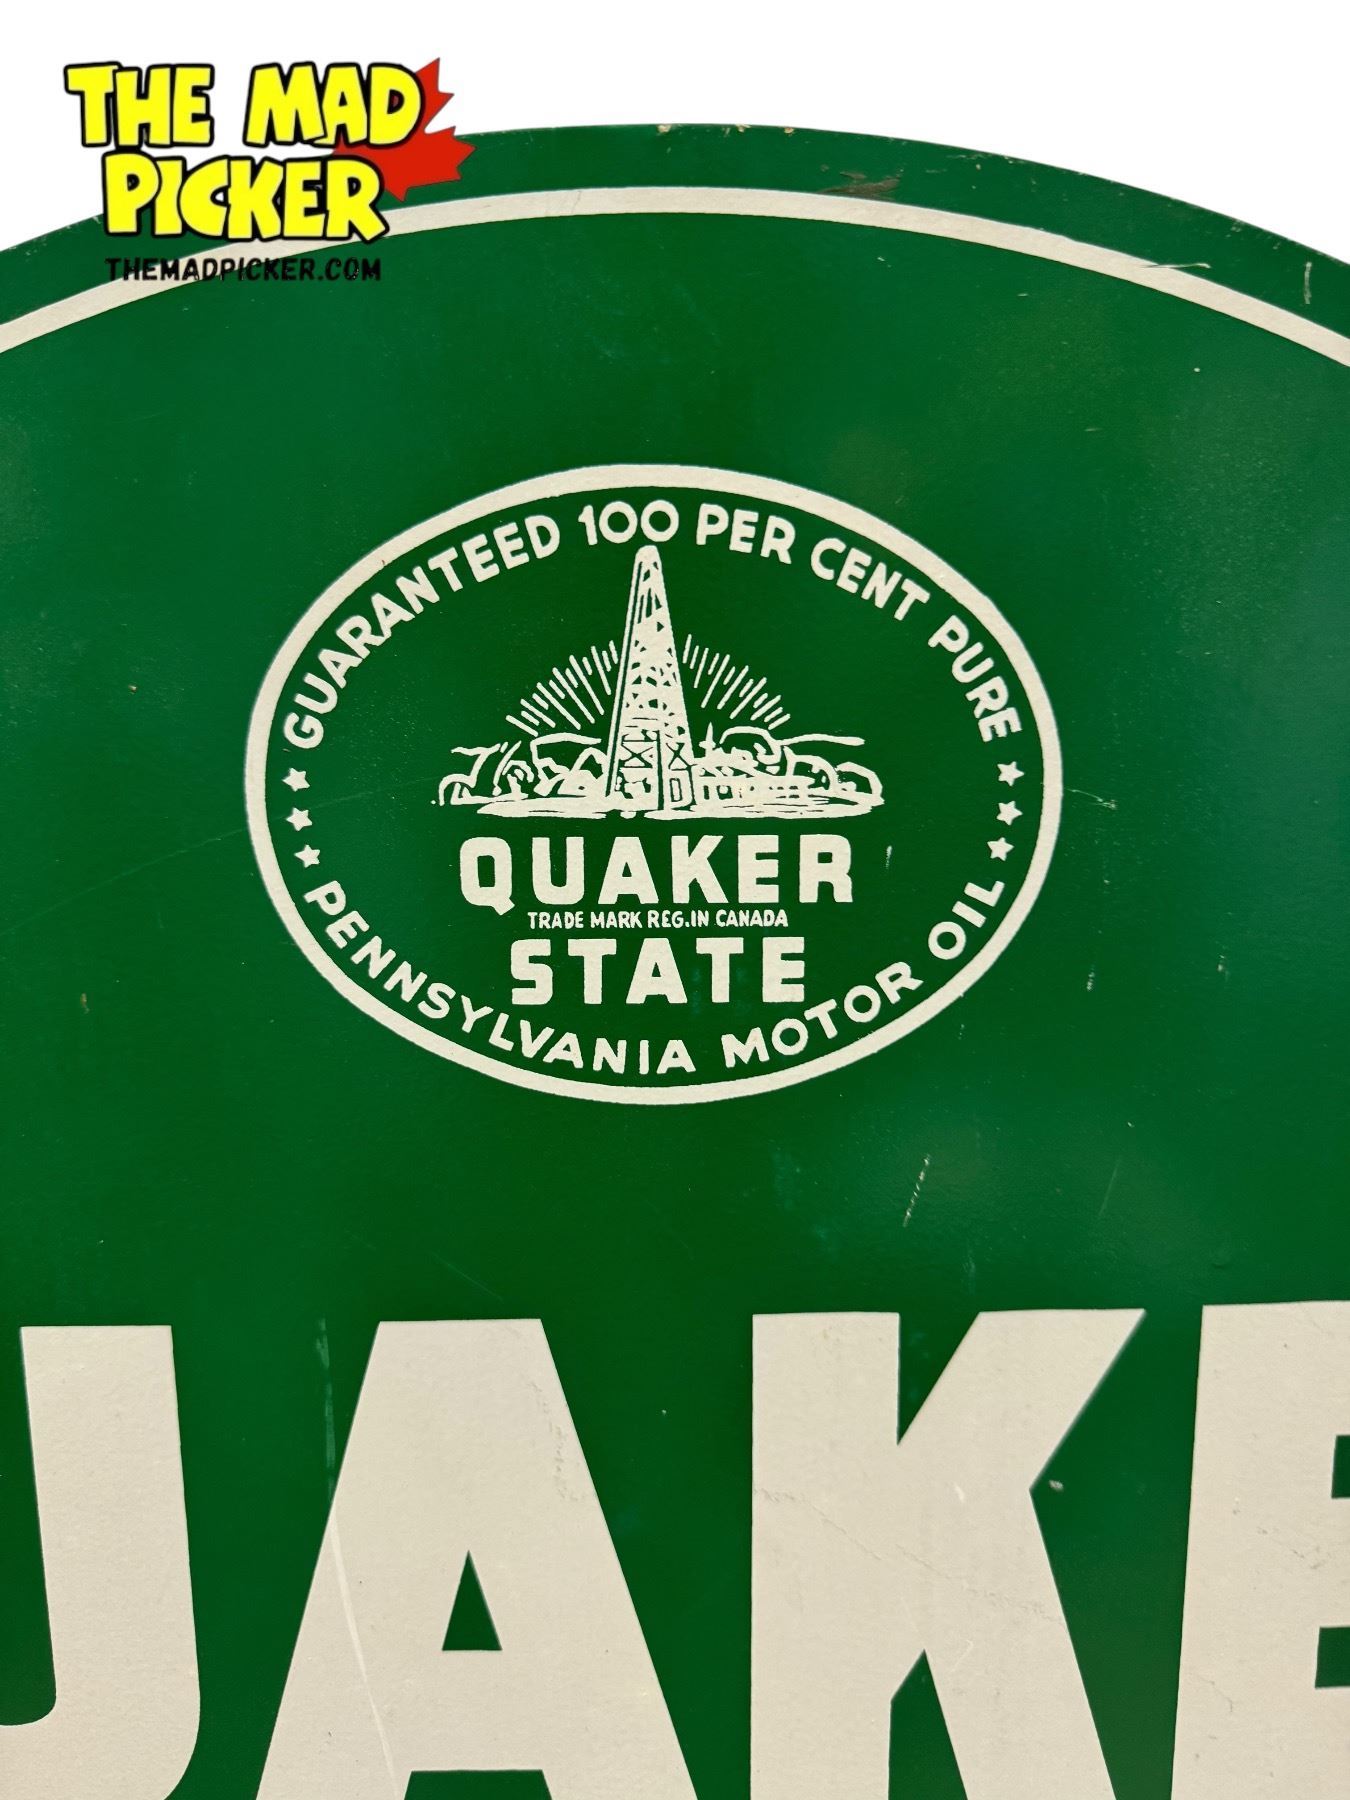 THE MAD
PICKER
THEMADPICKER.COM
GUARANTEED 100 PER CENT PURE
QUAKER
TRADE MARK REG. IN CANADA
STATE
PENNSYLVANIA MOTOR OIL
UAKE